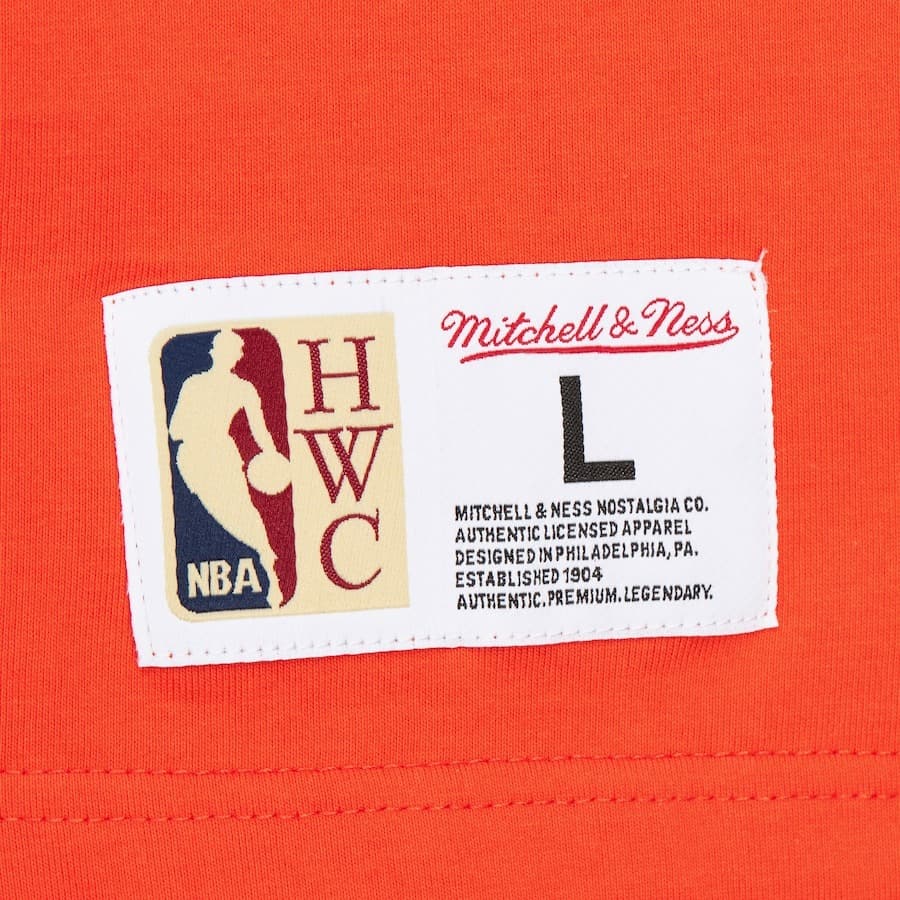 NBA
H
W
C
Mitchell & Ness
L
MITCHELL & NESS NOSTALGIA CO.
AUTHENTIC LICENSED APPAREL
DESIGNED IN PHILADELPHIA, PA.
ESTABLISHED 1904
AUTHENTIC. PREMIUM. LEGENDARY.